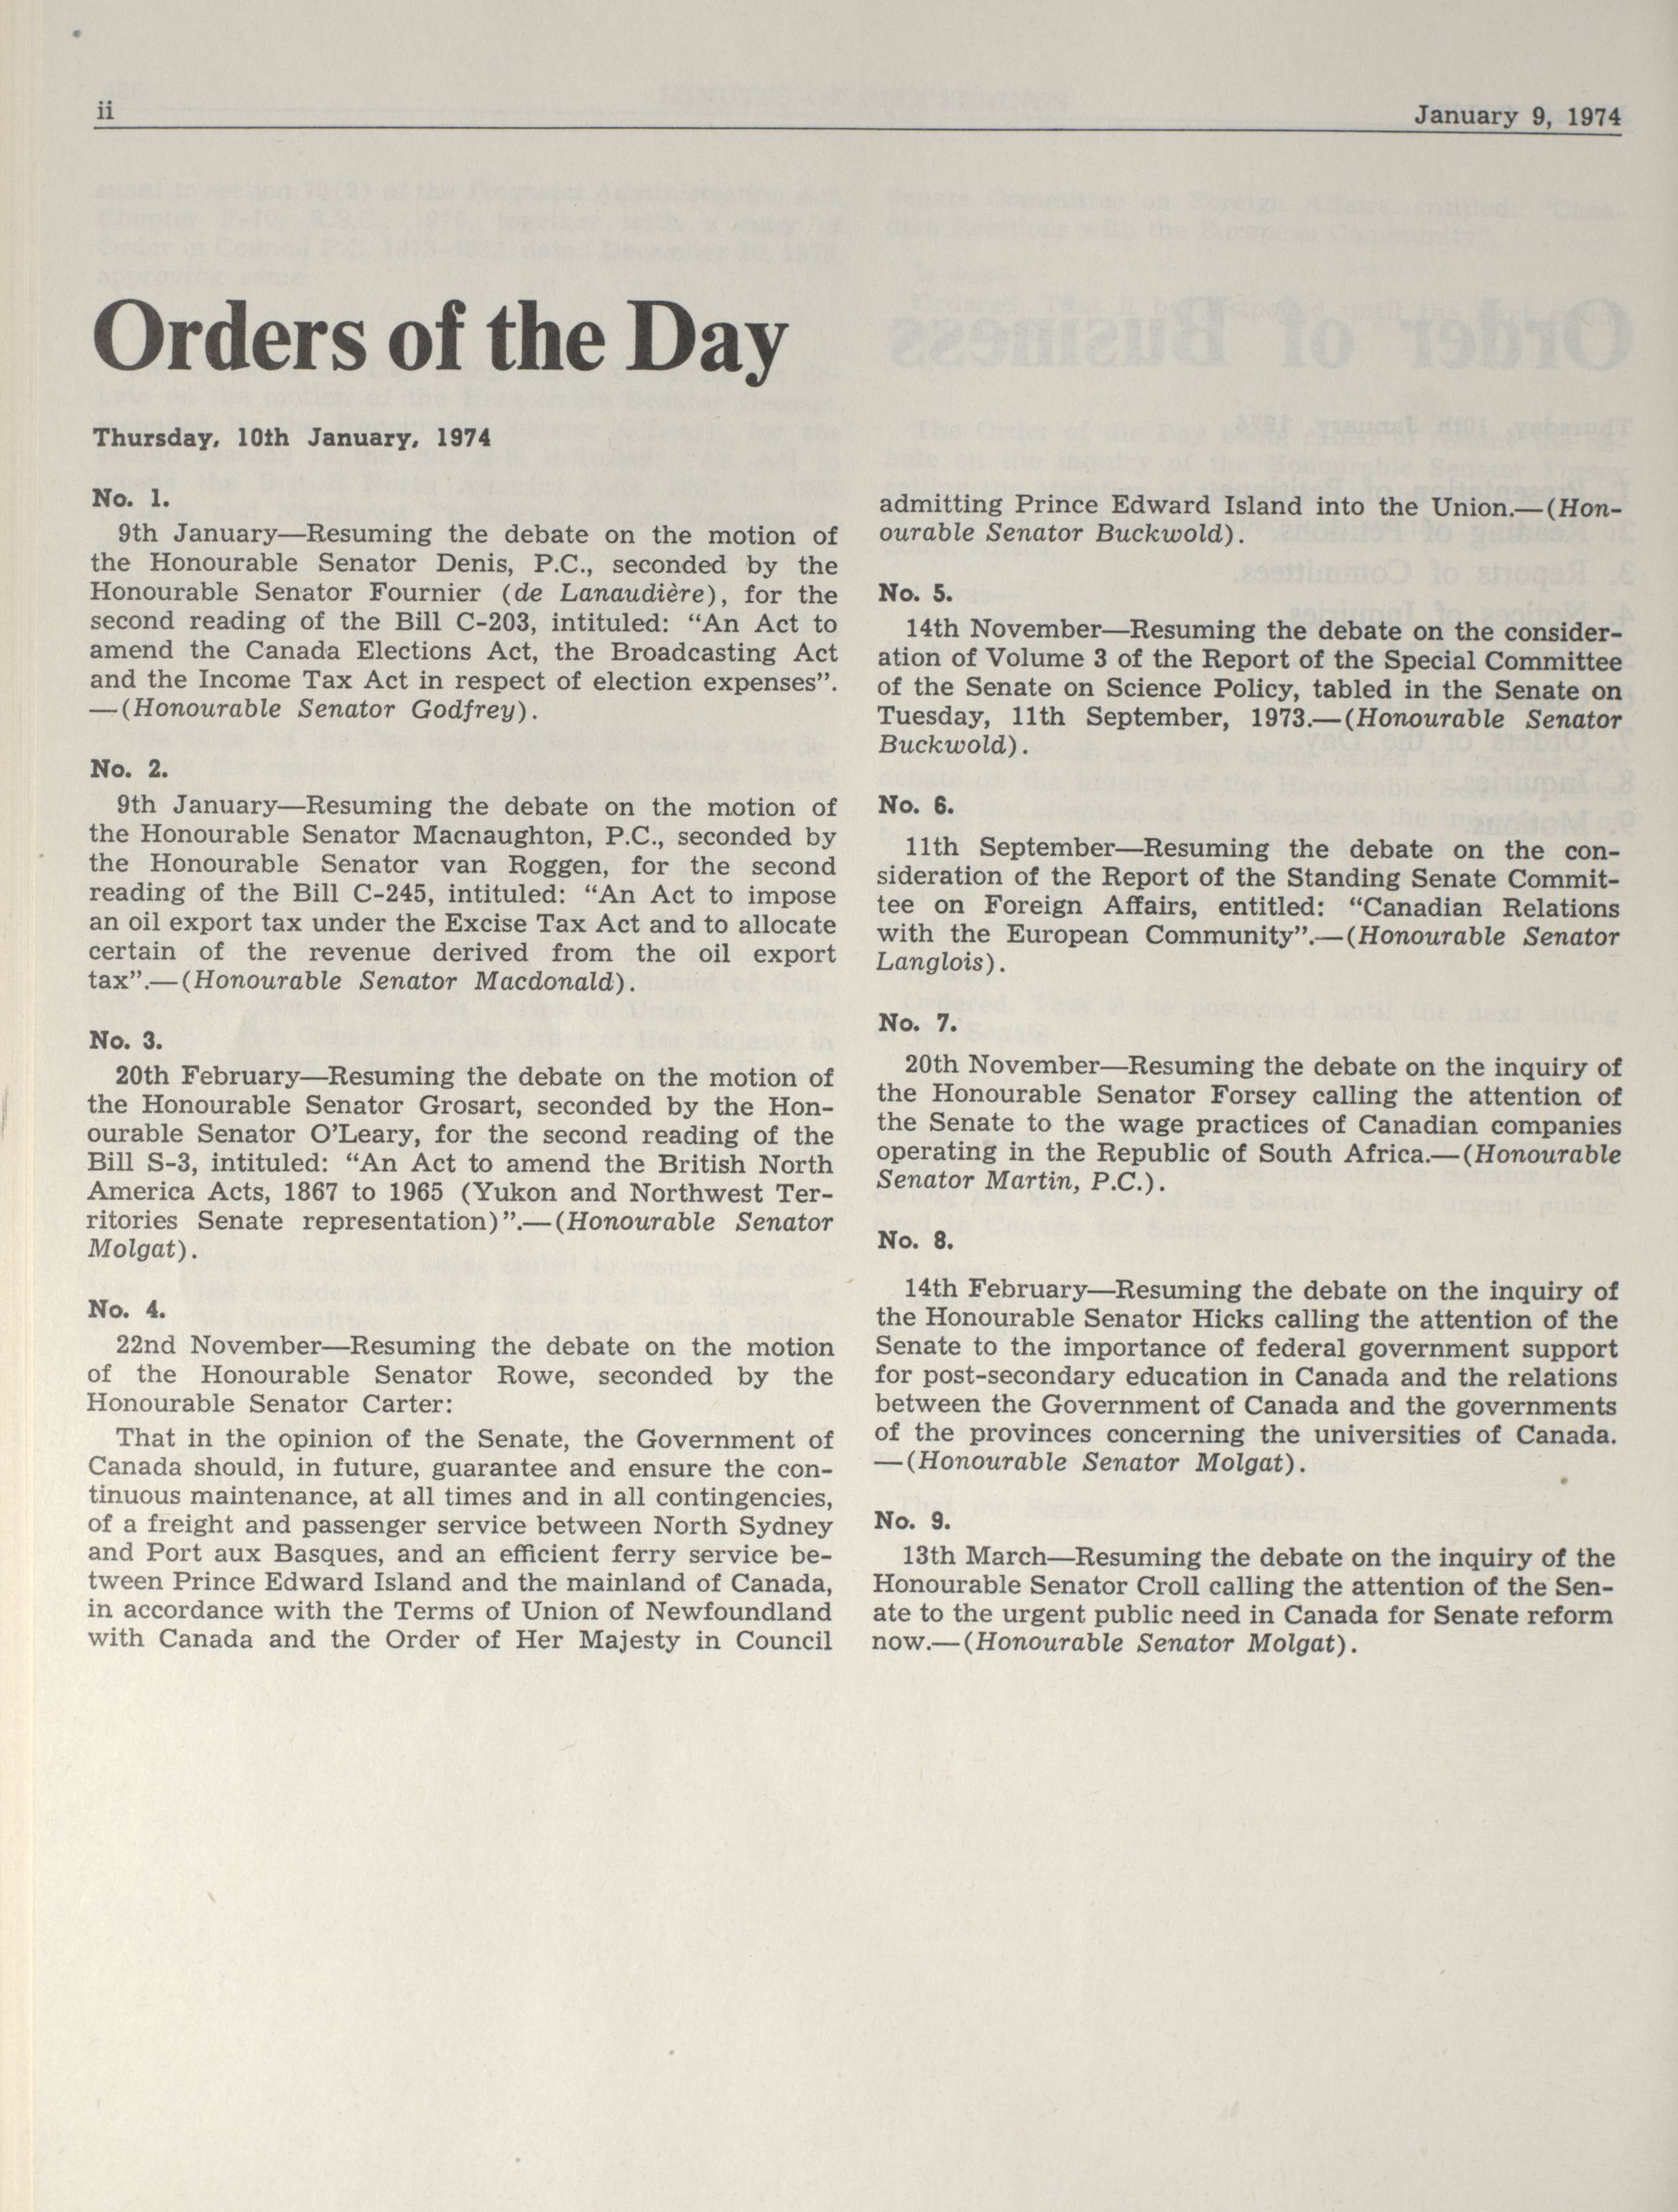 ii
January 9, 1974
Orders of the Day
Thursday, 10th January, 1974
No. 1.
9th January—Resuming the debate on the motion of
the Honourable Senator Denis, P.C., seconded by the
Honourable Senator Fournier (de Lanaudière), for the
second reading of the Bill C-203, intituled: “An Act to
amend the Canada Elections Act, the Broadcasting Act
and the Income Tax Act in respect of election expenses”.
—(Honourable Senator Godfrey).
No. 2.
9th January—Resuming the debate on the motion of
the Honourable Senator Macnaughton, P.C., seconded by
the Honourable Senator van Roggen, for the second
reading of the Bill C-245, intituled: “An Act to impose
an oil export tax under the Excise Tax Act and to allocate
certain of the revenue derived from the oil export
tax”.—(Honourable Senator Macdonald).
No. 3.
20th February—Resuming the debate on the motion of
the Honourable Senator Grosart, seconded by the Hon-
ourable Senator O’Leary, for the second reading of the
Bill S-3, intituled: “An Act to amend the British North
America Acts, 1867 to 1965 (Yukon and Northwest Ter-
ritories Senate representation)”.—(Honourable Senator
Molgat).
No. 4.
22nd November—Resuming the debate on the motion
of the Honourable Senator Rowe, seconded by the
Honourable Senator Carter:
That in the opinion of the Senate, the Government of
Canada should, in future, guarantee and ensure the con-
tinuous maintenance, at all times and in all contingencies,
of a freight and passenger service between North Sydney
and Port aux Basques, and an efficient ferry service be-
tween Prince Edward Island and the mainland of Canada,
in accordance with the Terms of Union of Newfoundland
with Canada and the Order of Her Majesty in Council
admitting Prince Edward Island into the Union.—(Hon-
ourable Senator Buckwold).
No. 5.
14th November—Resuming the debate on the consider-
ation of Volume 3 of the Report of the Special Committee
of the Senate on Science Policy, tabled in the Senate on
Tuesday, 11th September, 1973.—(Honourable Senator
Buckwold).
No. 6.
11th September—Resuming the debate on the con-
sideration of the Report of the Standing Senate Commit-
tee on Foreign Affairs, entitled: “Canadian Relations
with the European Community”.—(Honourable Senator
Langlois).
No. 7.
20th November—Resuming the debate on the inquiry of
the Honourable Senator Forsey calling the attention of
the Senate to the wage practices of Canadian companies
operating in the Republic of South Africa.—(Honourable
Senator Martin, P.C.).
No. 8.
14th February—Resuming the debate on the inquiry of
the Honourable Senator Hicks calling the attention of the
Senate to the importance of federal government support
for post-secondary education in Canada and the relations
between the Government of Canada and the governments
of the provinces concerning the universities of Canada.
—(Honourable Senator Molgat).
No. 9.
13th March—Resuming the debate on the inquiry of the
Honourable Senator Croll calling the attention of the Sen-
ate to the urgent public need in Canada for Senate reform
now.—(Honourable Senator Molgat).